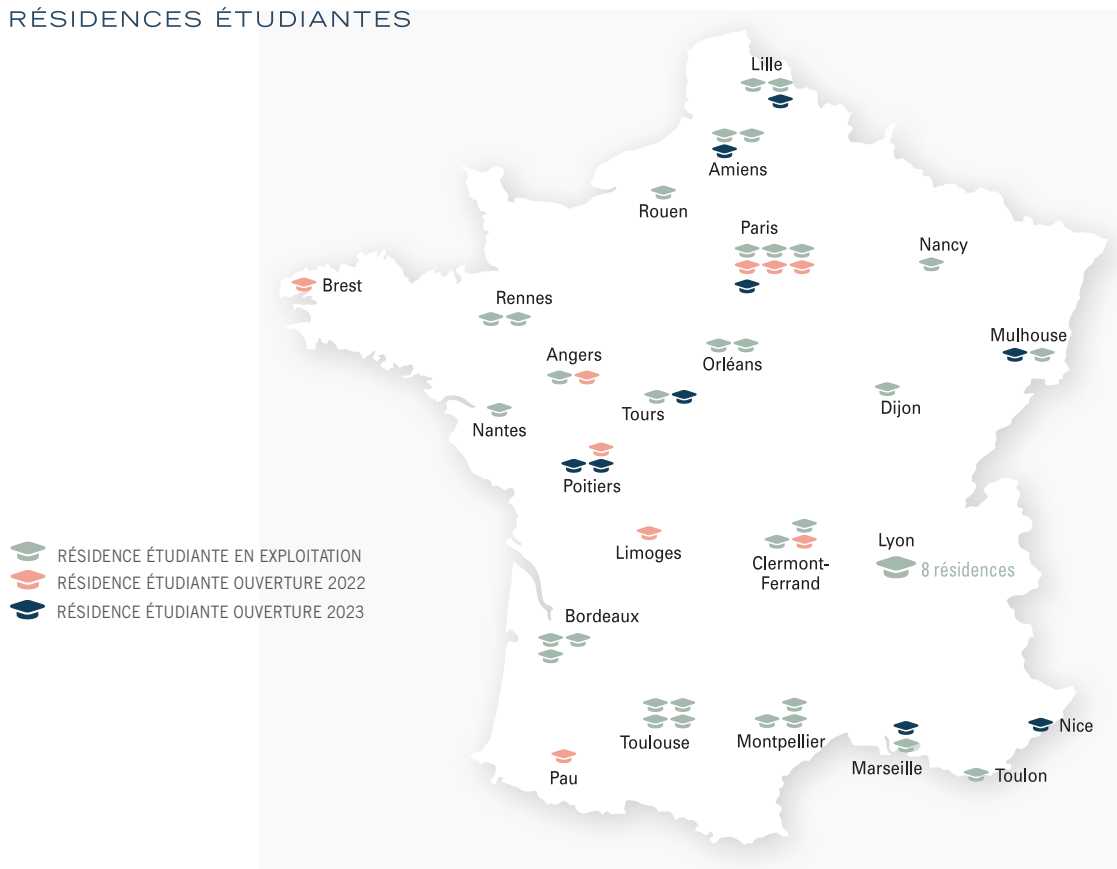 RÉSIDENCES ÉTUDIANTES
Lille
Amiens
Rouen
Paris
Nancy
Brest
Rennes
Mulhouse
Angers
Orléans
Tours
Dijon
Nantes
Poitiers
Limoges
Clermont-
Ferrand
Lyon
8 résidences
RÉSIDENCE ÉTUDIANTE EN EXPLOITATION
RÉSIDENCE ÉTUDIANTE OUVERTURE 2022
RÉSIDENCE ÉTUDIANTE OUVERTURE 2023
Bordeaux
Toulouse
Montpellier
Nice
Marseille
Toulon
Pau